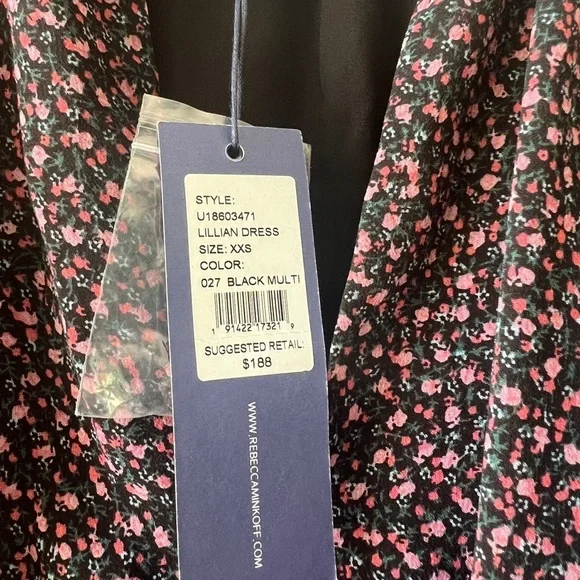 STYLE:
U18603471
LILLIAN DRESS
SIZE: XXS
COLOR:
027 BLACK MULTI
1 91422 17321 9
SUGGESTED RETAIL:
$188
WWW.REBECCAMINKOFF.COM